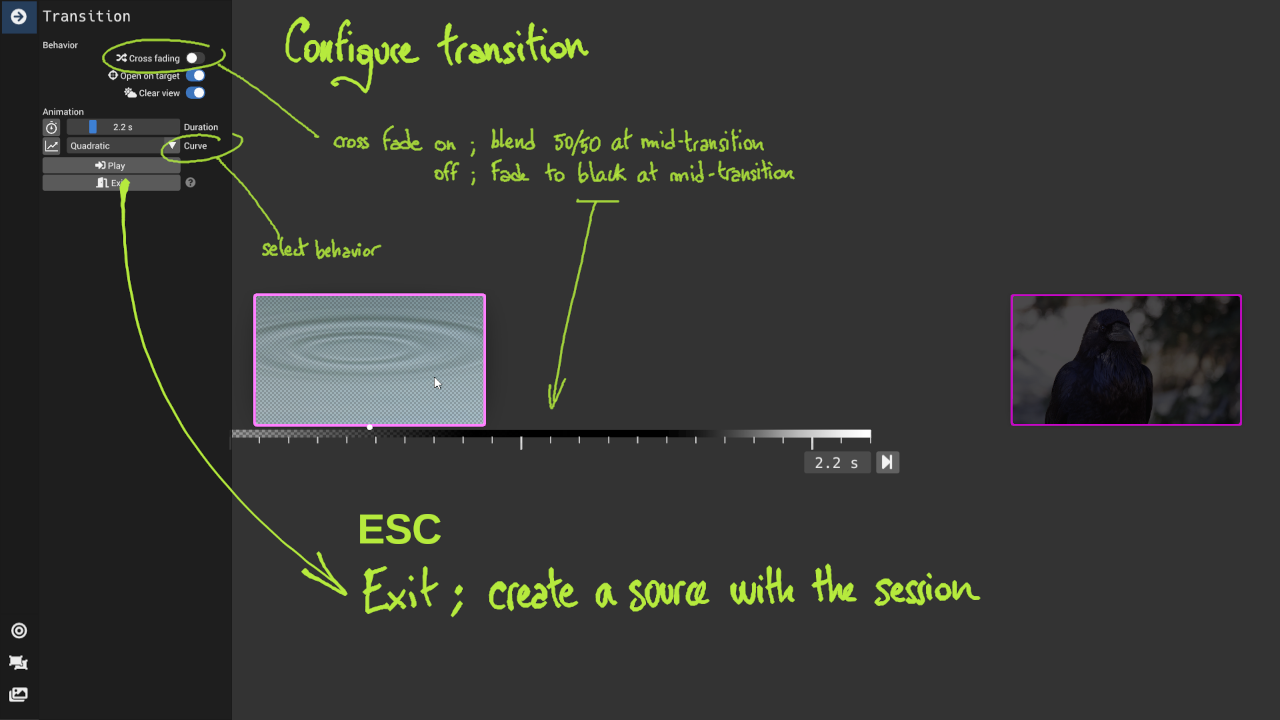 Transition
Configure transition
Behavior
Cross fading
Open on target
Clear view
Animation
2.2 s Duration
Quadratic Curve
Play
cross fade on ; blend 50/50 at mid-transition
off ; Fade to black at mid-transition
select behavior
2.2 s
ESC
Exit ; create a source with the session